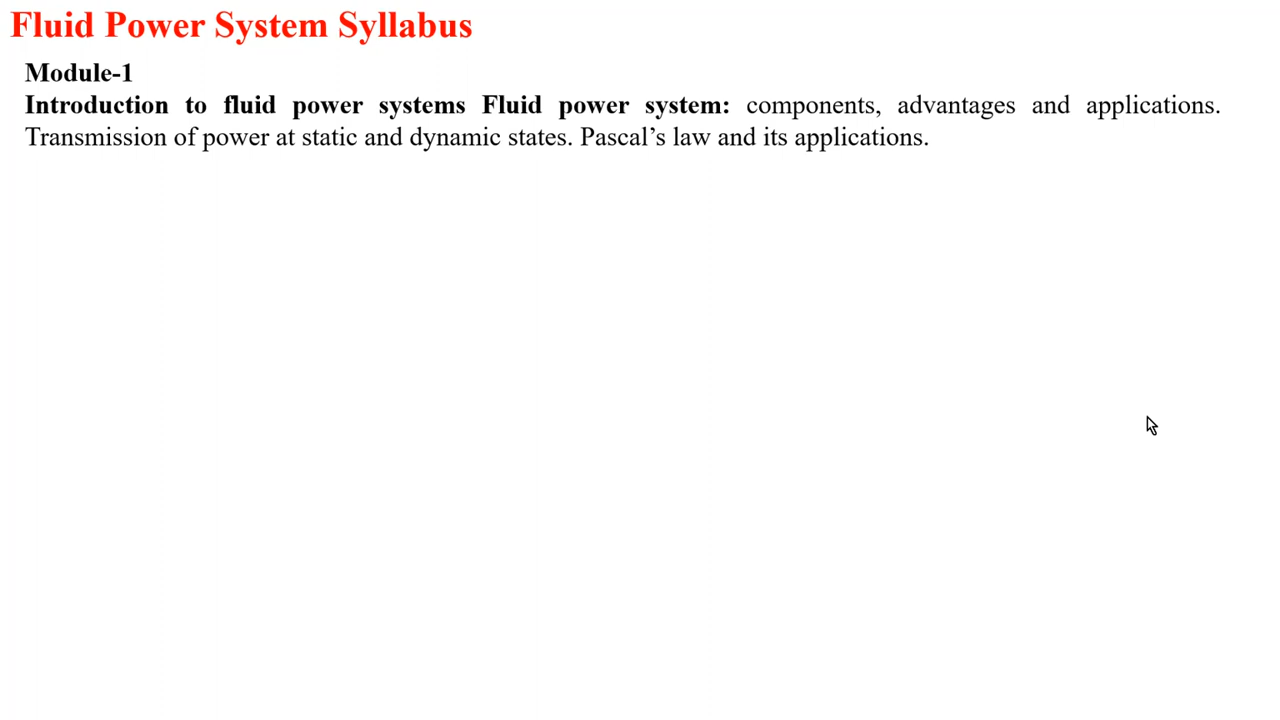 Fluid Power System Syllabus
Module-1
Introduction to fluid power systems Fluid power system: components, advantages and applications.
Transmission of power at static and dynamic states. Pascal’s law and its applications.